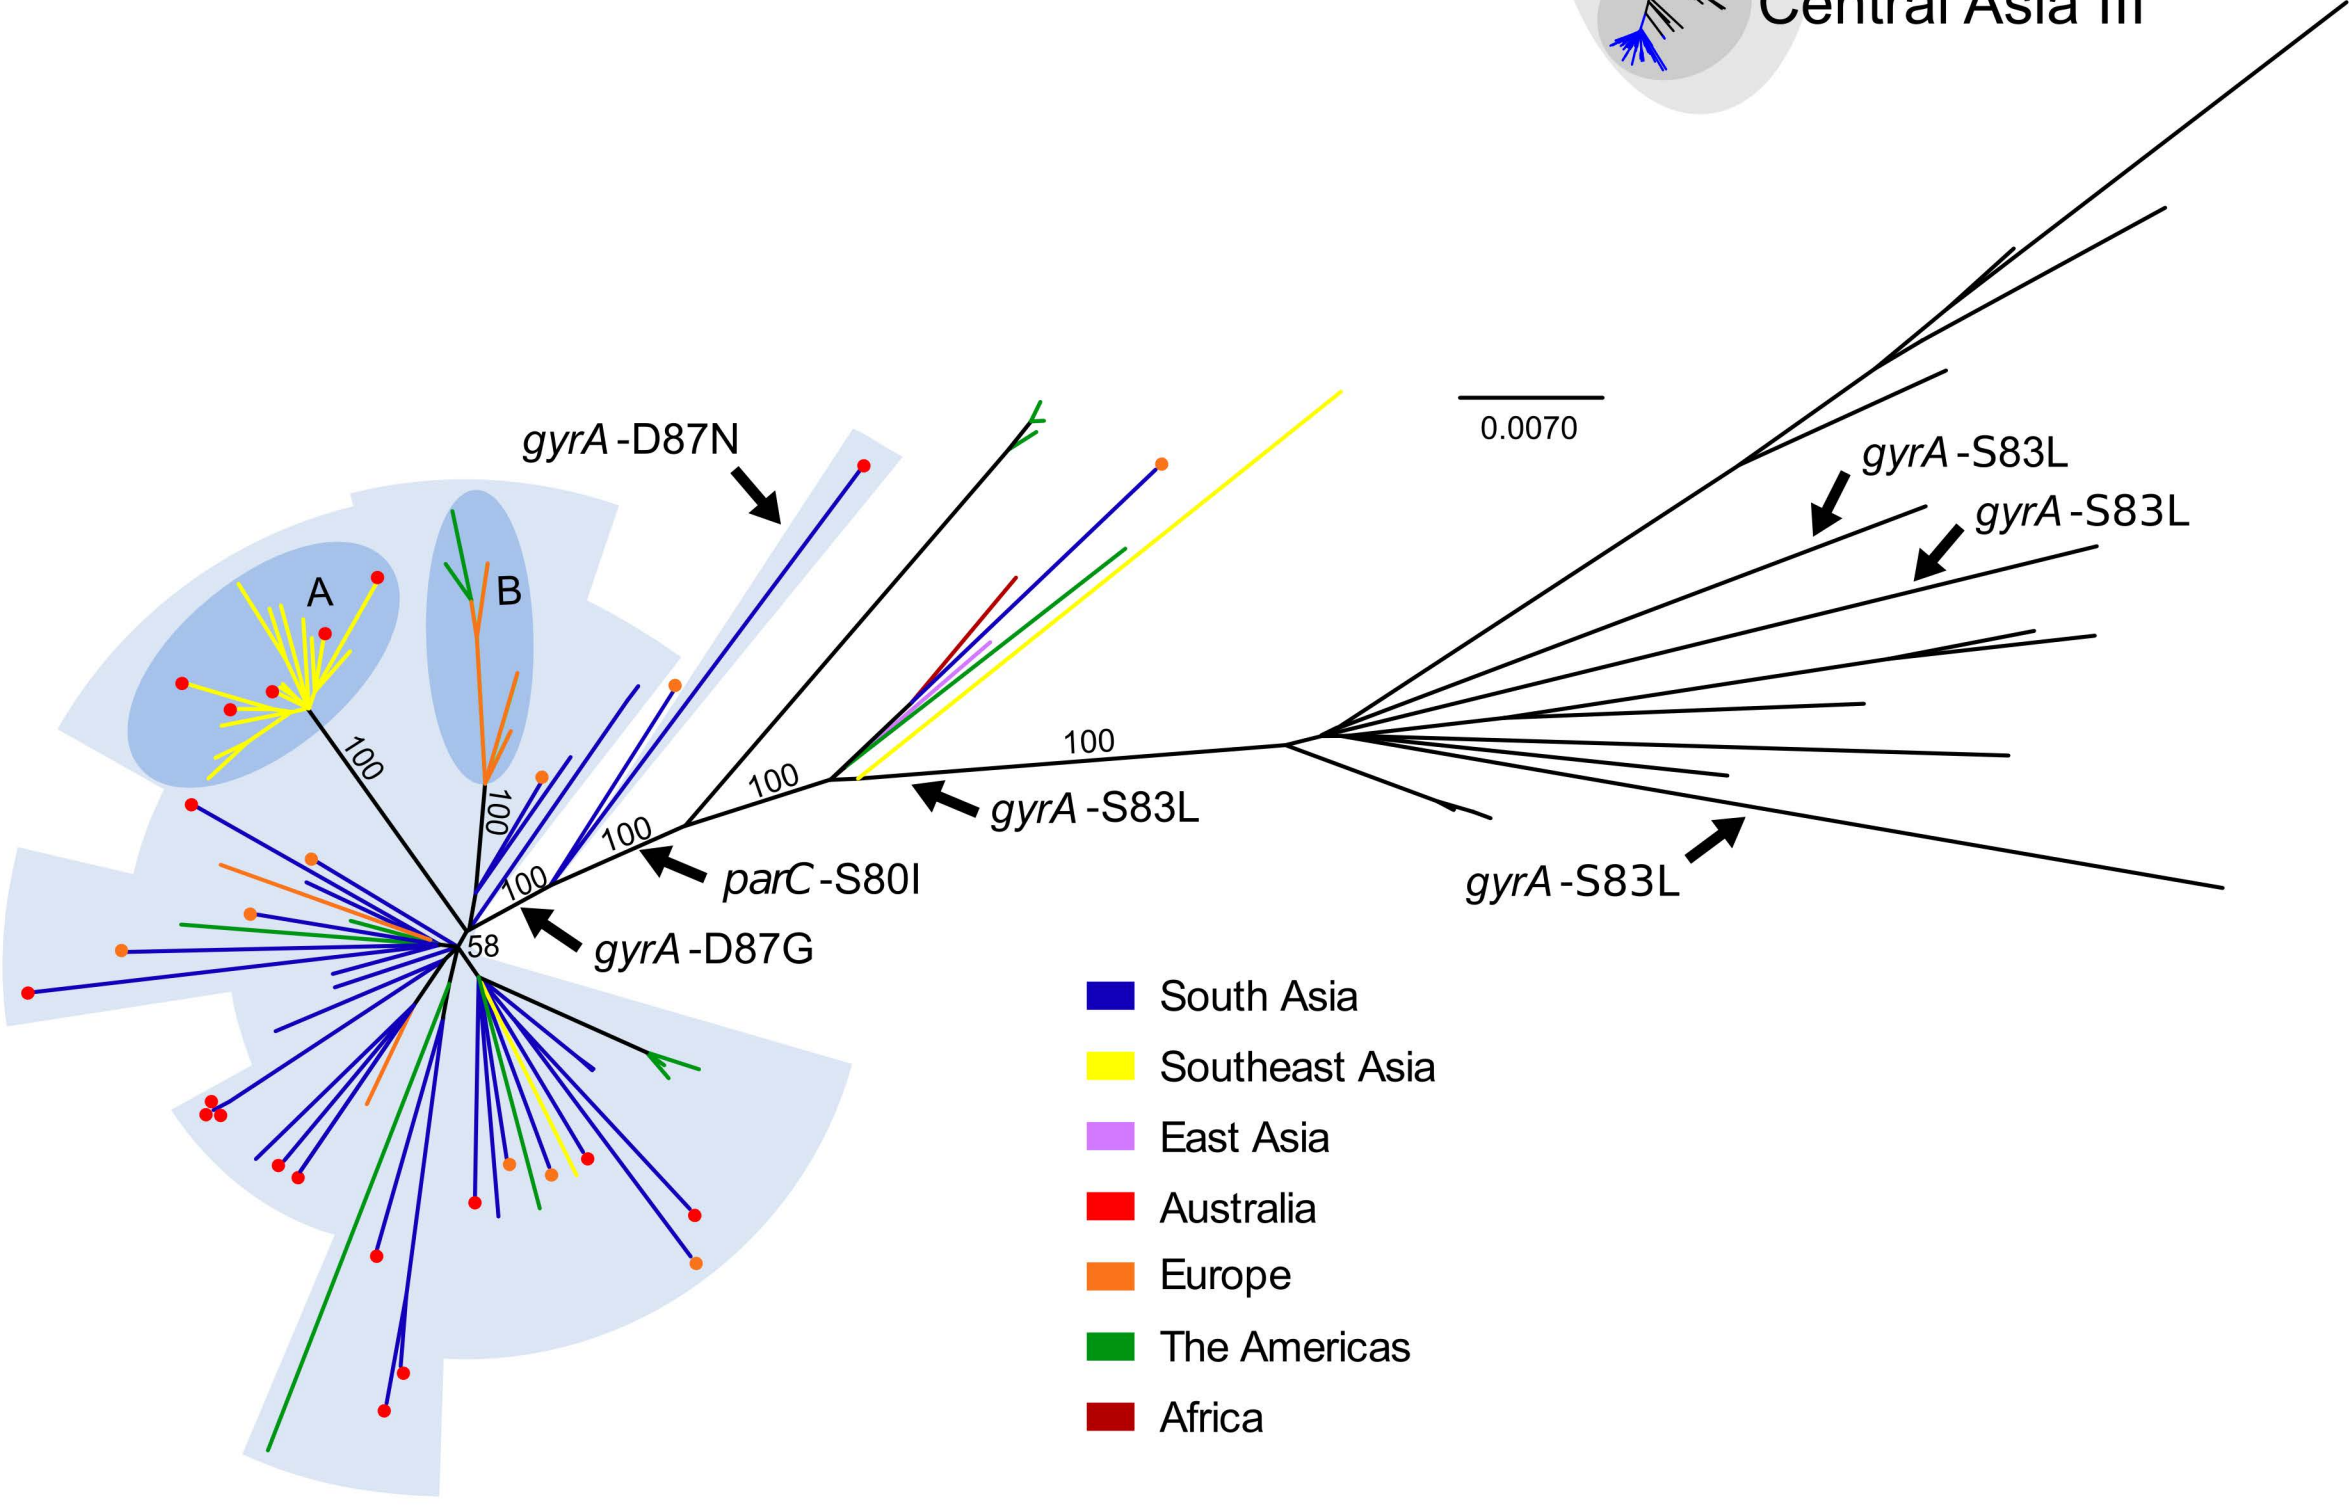 Central Asia III
0.0070
gyrA-D87N
gyrA-S83L
gyrA-S83L
A
B
100
100
100
100
100
100
gyrA-S83L
parC-S80I
gyrA-S83L
58
gyrA-D87G
South Asia
Southeast Asia
East Asia
Australia
Europe
The Americas
Africa